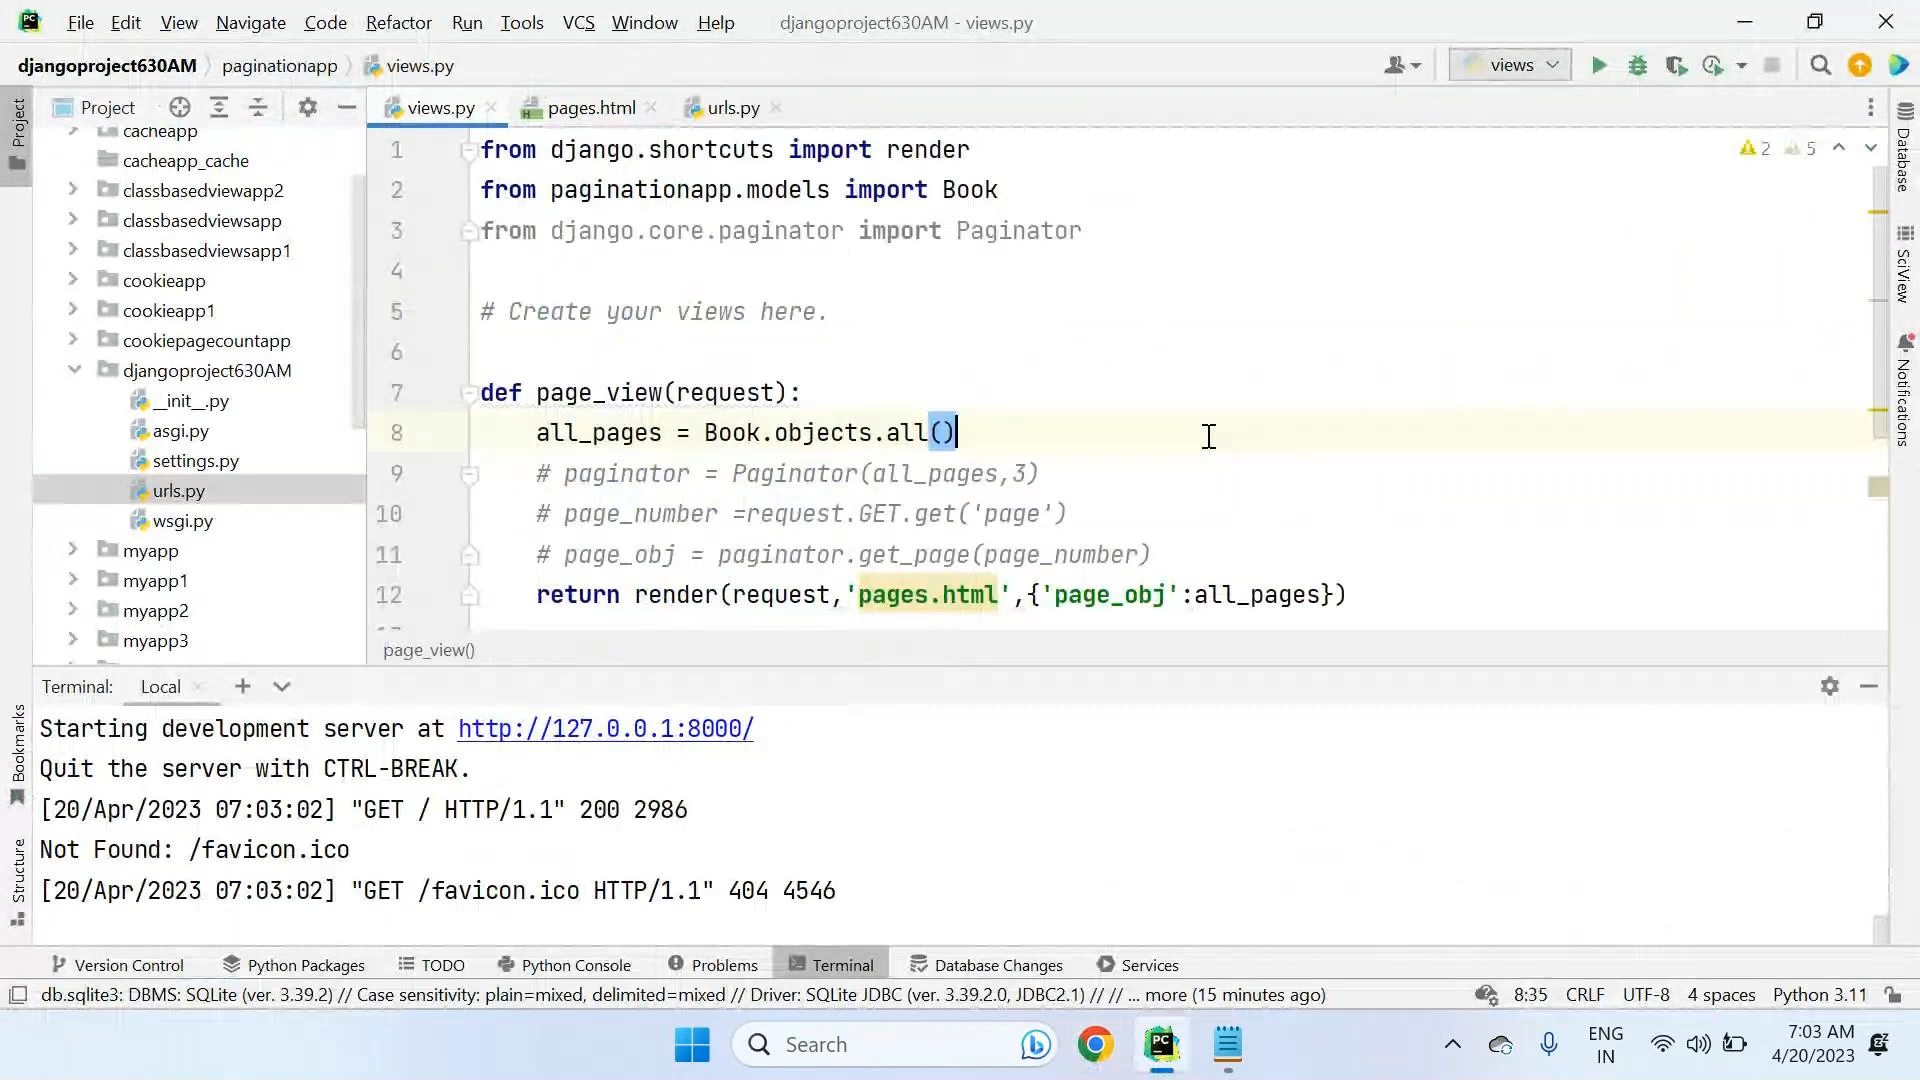 File Edit View Navigate Code Refactor Run Tools VCS Window Help djangoproject630AM - views.py
djangoproject630AM paginationapp views.py views
Project views.py pages.html urls.py
cacheapp
cacheapp_cache
classbasedviewapp2
classbasedviewsapp
classbasedviewsapp1
cookieapp
cookieapp1
cookiepagecountapp
djangoproject630AM
__init__.py
asgi.py
settings.py
urls.py
wsgi.py
myapp
myapp1
myapp2
myapp3
1 from django.shortcuts import render
2 from paginationapp.models import Book
3 from django.core.paginator import Paginator
4
5 # Create your views here.
6
7 def page_view(request):
8 all_pages = Book.objects.all()
9 # paginator = Paginator(all_pages,3)
10 # page_number =request.GET.get('page')
11 # page_obj = paginator.get_page(page_number)
12 return render(request,'pages.html',{'page_obj':all_pages})
2 5
page_view()
Project
Bookmarks
Structure
Database
SciView
Notifications
Terminal: Local
Starting development server at http://127.0.0.1:8000/
Quit the server with CTRL-BREAK.
[20/Apr/2023 07:03:02] "GET / HTTP/1.1" 200 2986
Not Found: /favicon.ico
[20/Apr/2023 07:03:02] "GET /favicon.ico HTTP/1.1" 404 4546
Version Control Python Packages TODO Python Console Problems Terminal Database Changes Services
db.sqlite3: DBMS: SQLite (ver. 3.39.2) // Case sensitivity: plain=mixed, delimited=mixed // Driver: SQLite JDBC (ver. 3.39.2.0, JDBC2.1) // // ... more (15 minutes ago) 8:35 CRLF UTF-8 4 spaces Python 3.11
Search PC ENG IN 7:03 AM 4/20/2023